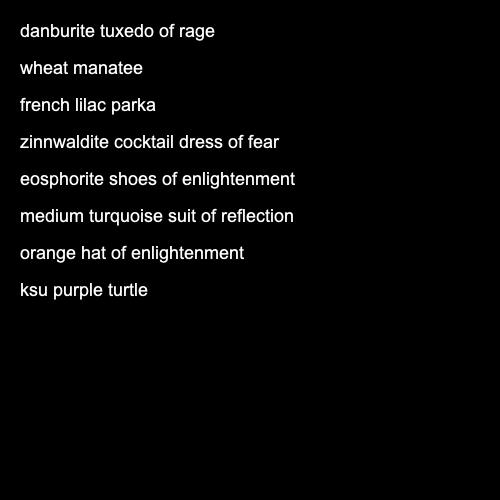 danburite tuxedo of rage
wheat manatee
french lilac parka
zinnwaldite cocktail dress of fear
eosphorite shoes of enlightenment
medium turquoise suit of reflection
orange hat of enlightenment
ksu purple turtle